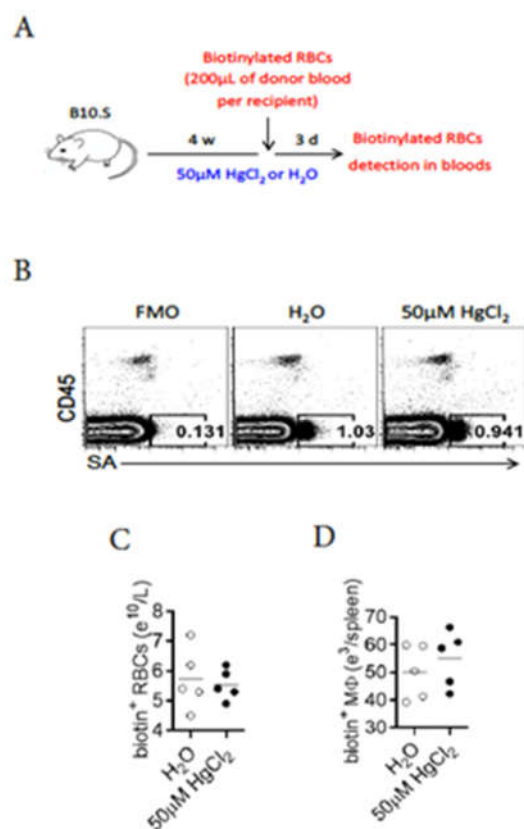 A
Biotinylated RBCs
(200µL of donor blood
per recipient)
B10.S
4 w
3 d
Biotinylated RBCs
detection in bloods
50µM HgCl₂ or H₂O
B
FMO
H₂O
50µM HgCl₂
CD45
0.131
1.03
0.941
SA
C
D
biotin⁺ RBCs (e¹⁰/L)
8
7
6
5
4
H₂O
50µM HgCl₂
biotin⁺ MΦ (e³/spleen)
70
60
50
40
30
H₂O
50µM HgCl₂